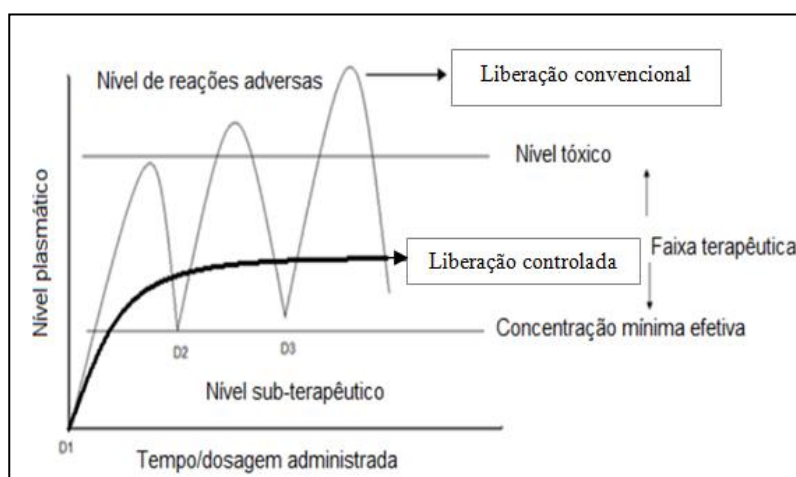 Nível de reações adversas
Liberação convencional
Nível tóxico
Faixa terapêutica
Liberação controlada
Concentração mínima efetiva
D2
D3
Nível sub-terapêutico
D1
Tempo/dosagem administrada
Nível plasmático